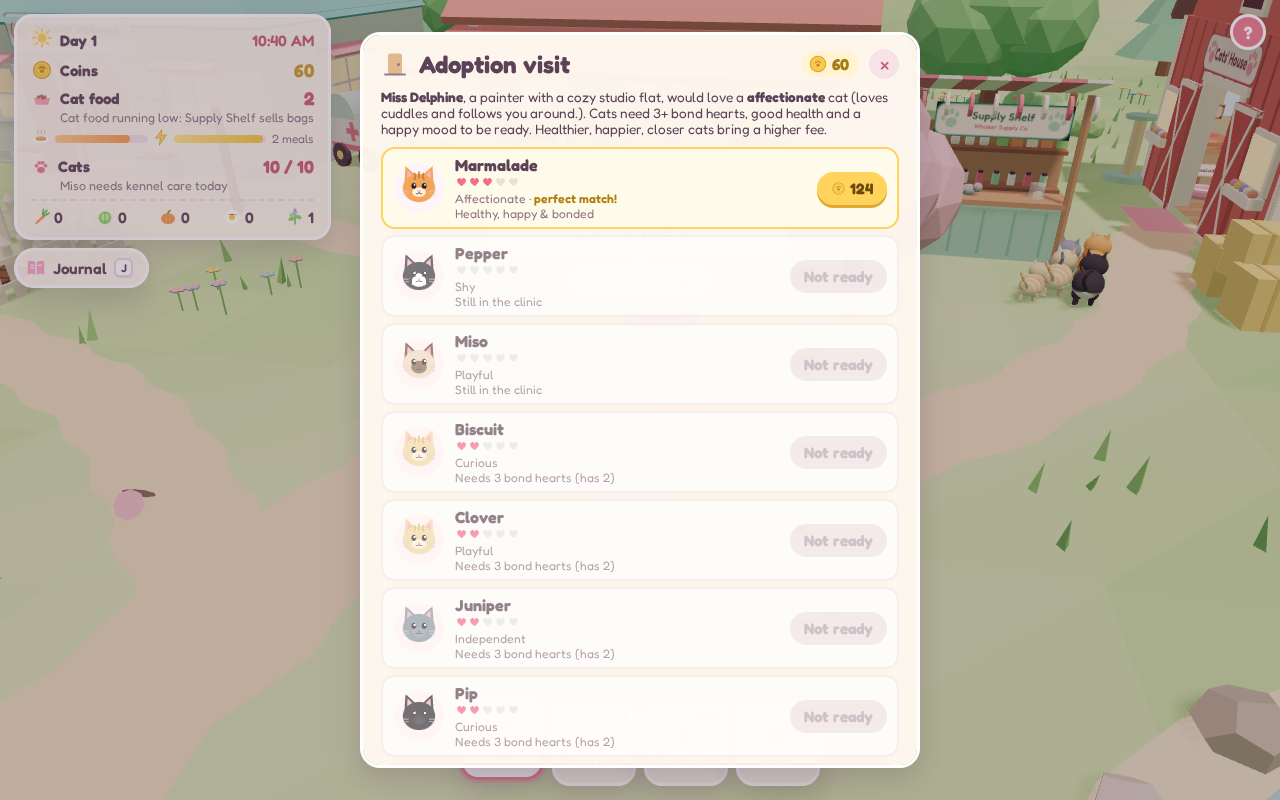 Day 1
10:40 AM
Coins
60
Cat food
2
Cat food running low: Supply Shelf sells bags
2 meals
Cats
10 / 10
Miso needs kennel care today
0
0
0
0
1
Journal
J
Adoption visit
60
×
Miss Delphine, a painter with a cozy studio flat, would love a affectionate cat (loves
cuddles and follows you around.). Cats need 3+ bond hearts, good health and a
happy mood to be ready. Healthier, happier, closer cats bring a higher fee.
Marmalade
Affectionate · perfect match!
Healthy, happy & bonded
124
Pepper
Shy
Still in the clinic
Not ready
Miso
Playful
Still in the clinic
Not ready
Biscuit
Curious
Needs 3 bond hearts (has 2)
Not ready
Clover
Playful
Needs 3 bond hearts (has 2)
Not ready
Juniper
Independent
Needs 3 bond hearts (has 2)
Not ready
Pip
Curious
Needs 3 bond hearts (has 2)
Not ready
Supply Shelf
Whisker Supply Co.
Cats' House
?